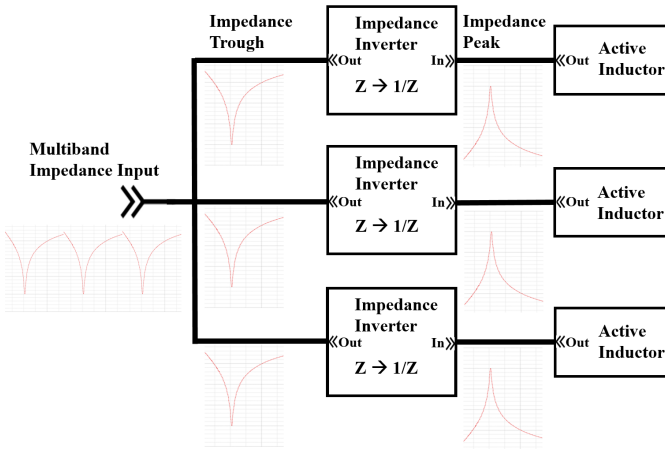 Impedance
Trough
Impedance
Inverter
Out
In
Z → 1/Z
Impedance
Peak
Out
Active
Inductor
Multiband
Impedance Input
Impedance
Inverter
Out
In
Z → 1/Z
Out
Active
Inductor
Impedance
Inverter
Out
In
Z → 1/Z
Out
Active
Inductor